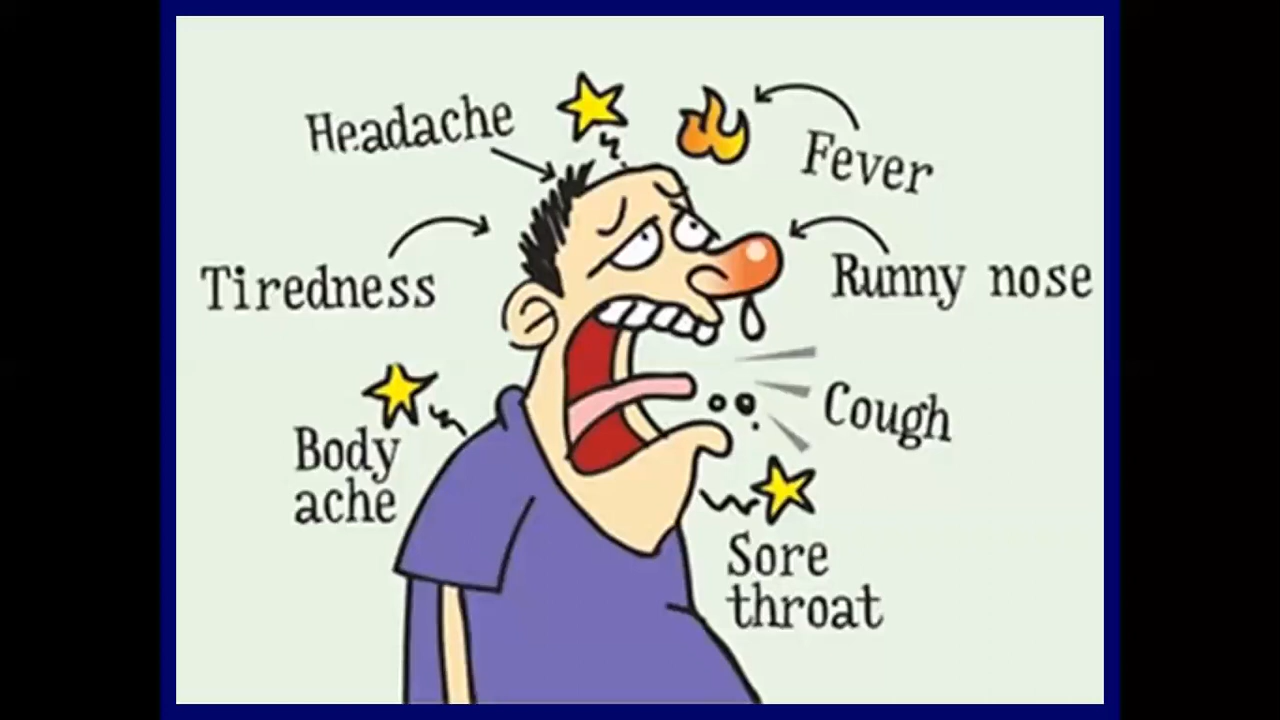 Headache
Fever
Tiredness
Runny nose
Body
ache
Cough
Sore
throat